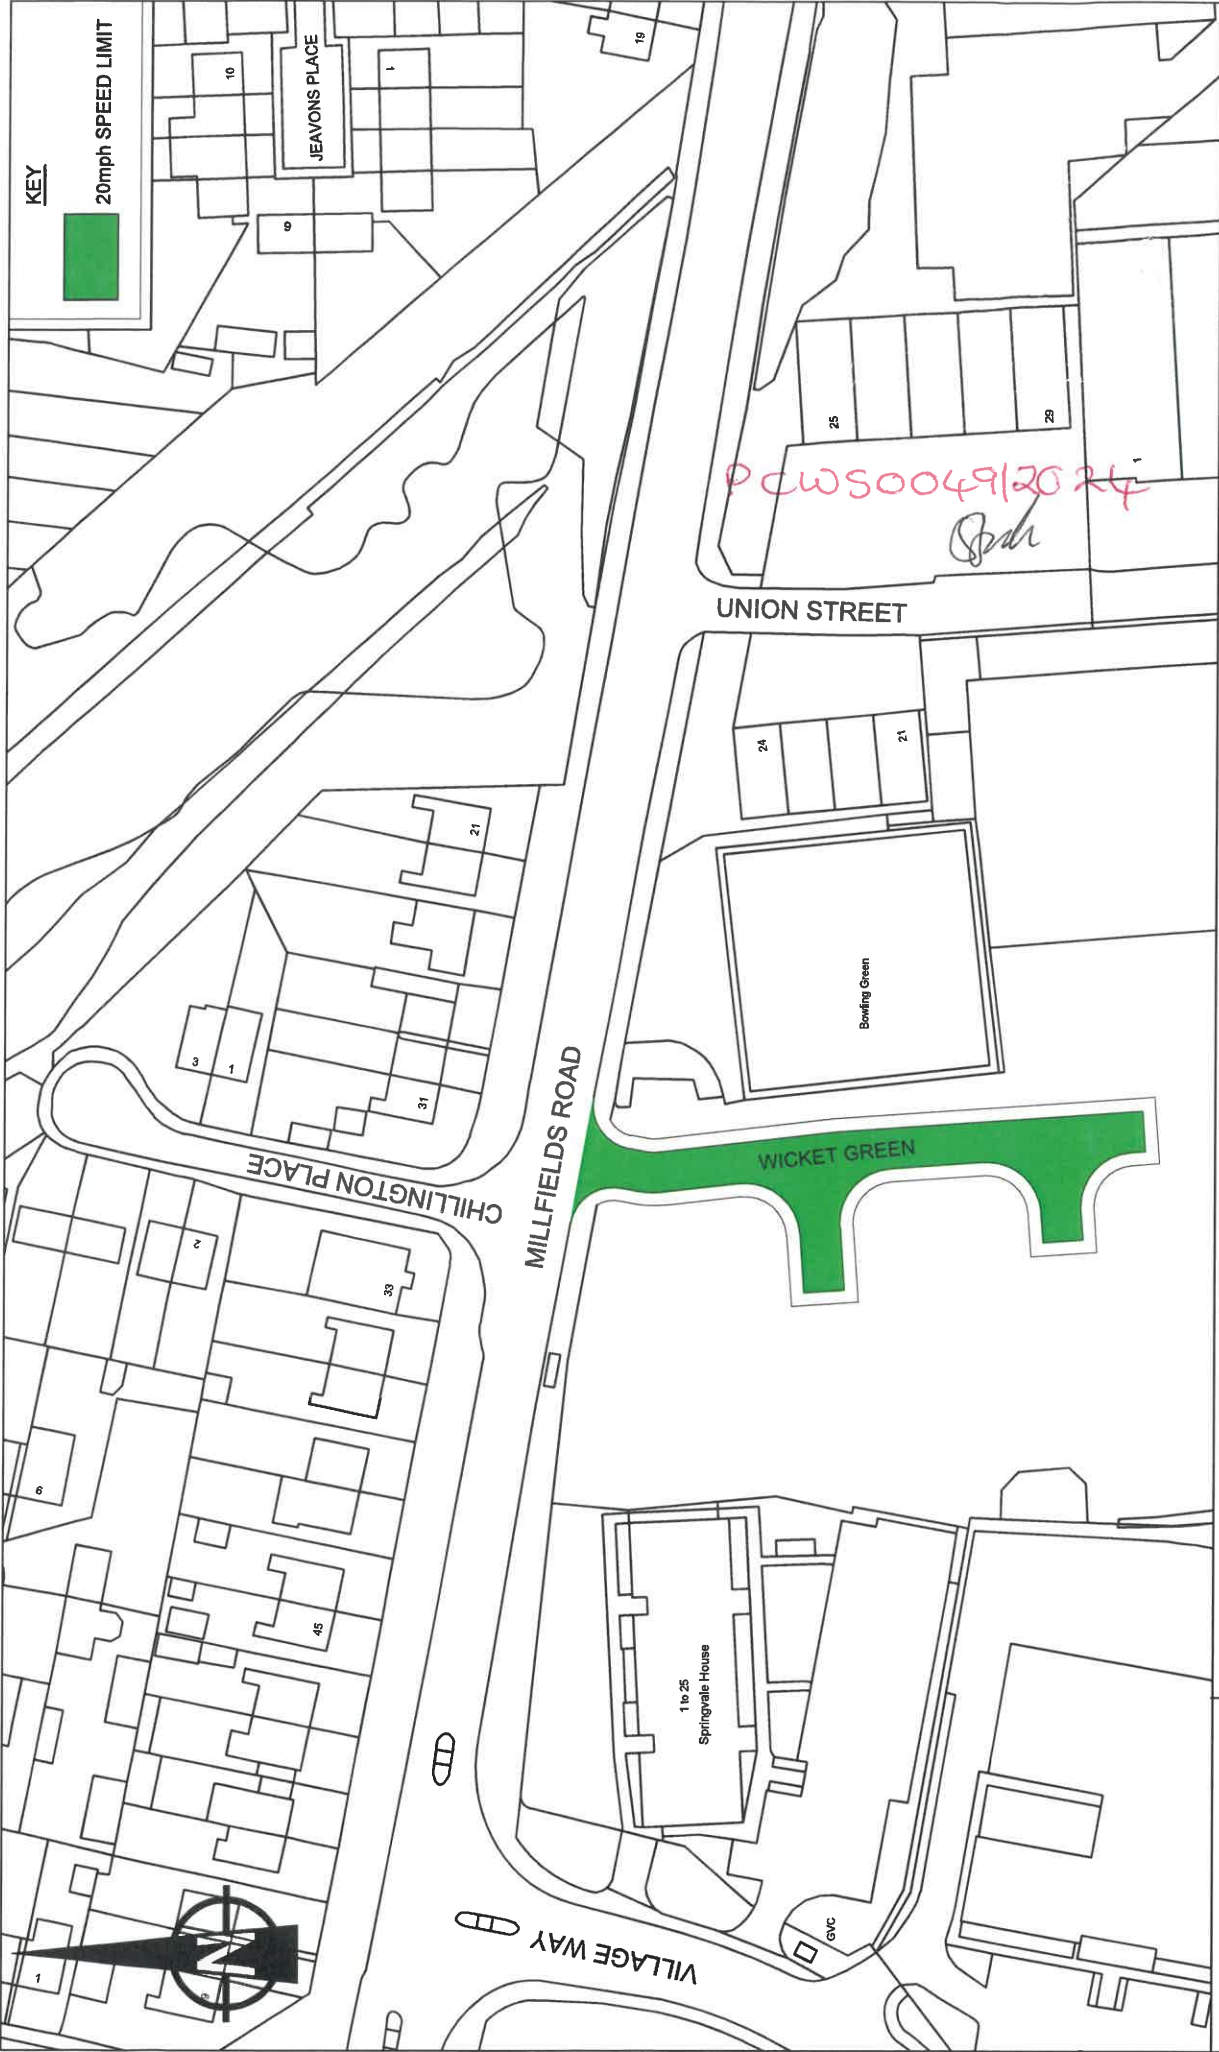 KEY
20mph SPEED LIMIT
10
JEAVONS PLACE
1
19
9
25
29
1
PCWS0049/2024
UNION STREET
24
21
21
Bowling Green
3
1
31
MILLFIELDS ROAD
CHILLINGTON PLACE
WICKET GREEN
2
33
6
45
1 to 25
Springvale House
GVC
VILLAGE WAY
1
9
N